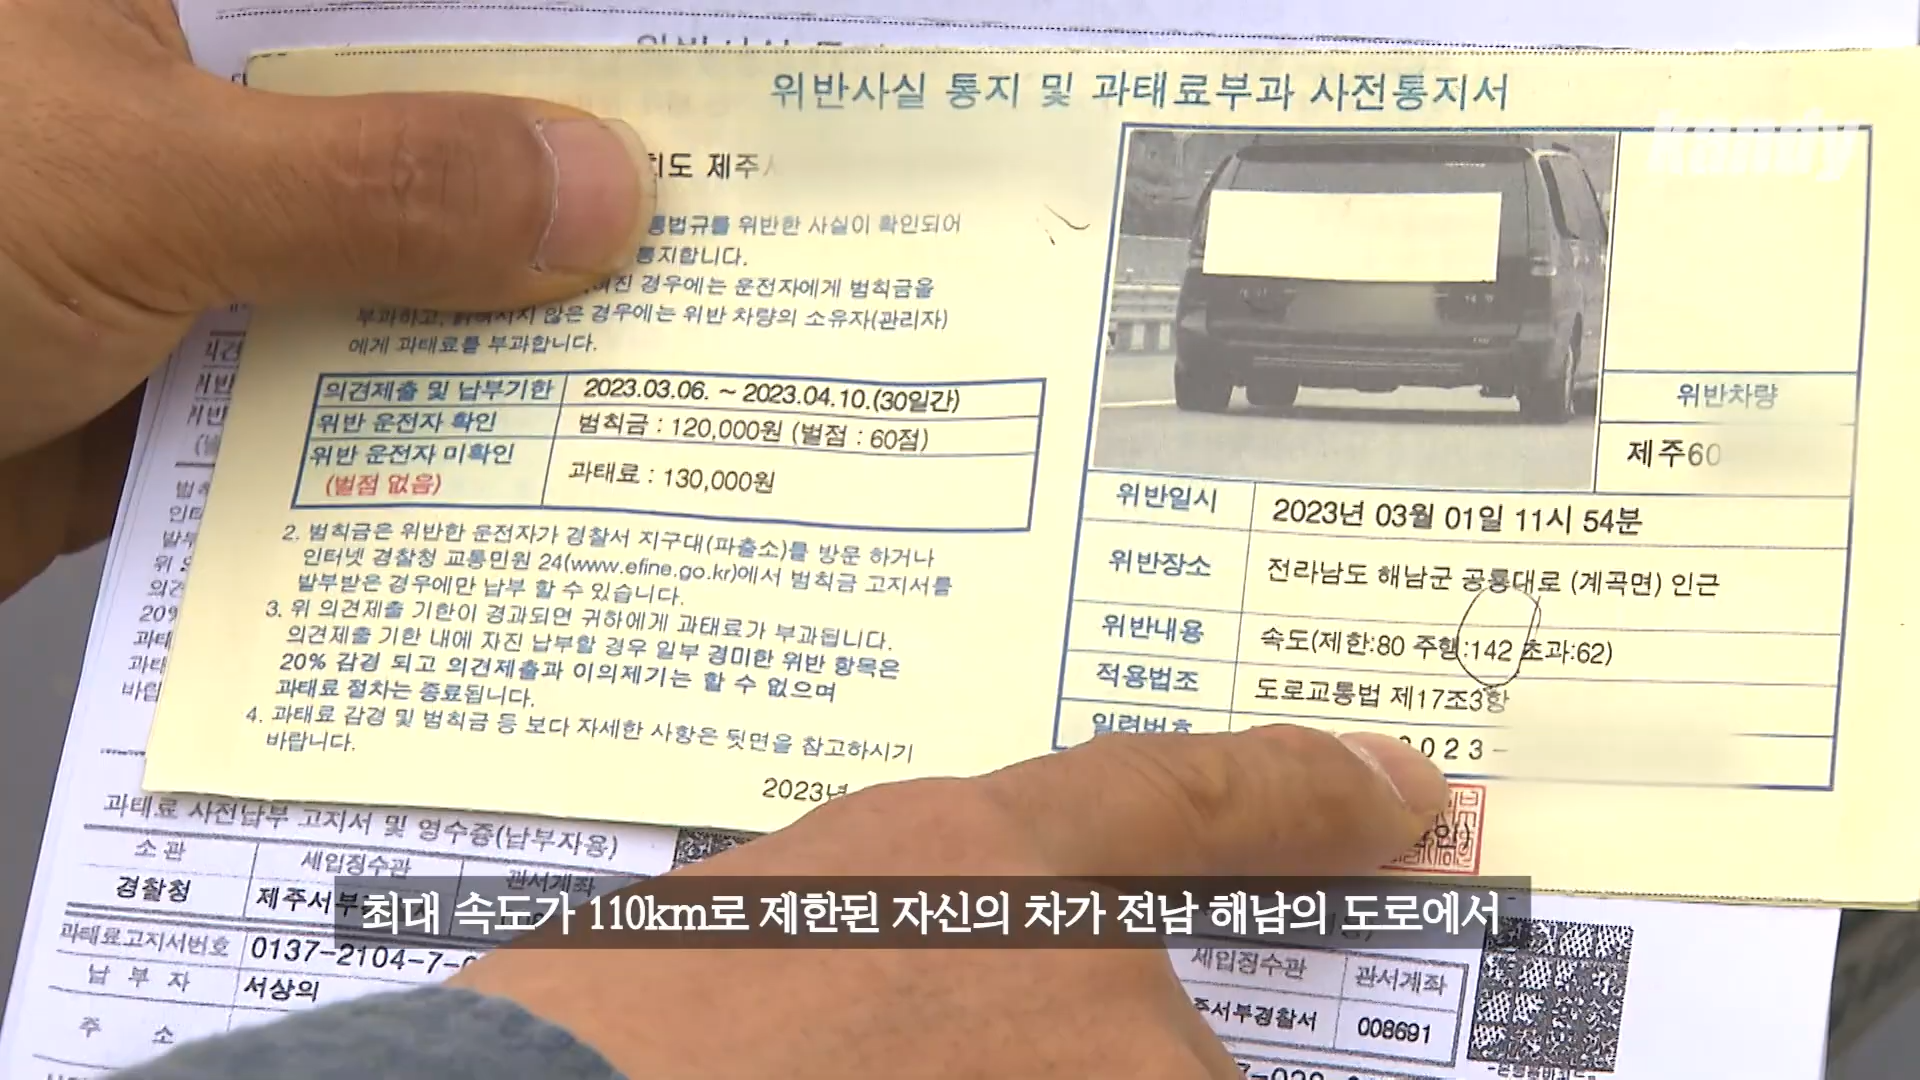 위반사실 통지 및 과태료부과 사전통지서
kandy
제주
통법규를 위반한 사실이 확인되어
통지합니다.
경우에는 운전자에게 범칙금을
부과하고, 밝혀지지 않은 경우에는 위반 차량의 소유자(관리자)
에게 과태료를 부과합니다.
의견제출 및 납부기한 2023.03.06. ~ 2023.04.10.(30일간)
위반 운전자 확인 범칙금 : 120,000원 (벌점 : 60점)
위반 운전자 미확인
(벌점 없음) 과태료 : 130,000원
2. 범칙금은 위반한 운전자가 경찰서 지구대(파출소)를 방문 하거나
인터넷 경찰청 교통민원 24(www.efine.go.kr)에서 범칙금 고지서를
발부받은 경우에만 납부 할 수 있습니다.
3. 위 의견제출 기한이 경과되면 귀하에게 과태료가 부과됩니다.
의견제출 기한 내에 자진 납부할 경우 일부 경미한 위반 항목은
20% 감경 되고 의견제출과 이의제기는 할 수 없으며
과태료 절차는 종료됩니다.
4. 과태료 감경 및 범칙금 등 보다 자세한 사항은 뒷면을 참고하시기
바랍니다.
2023년
위반차량
제주60
위반일시 2023년 03월 01일 11시 54분
위반장소 전라남도 해남군 공룡대로 (계곡면) 인근
위반내용 속도(제한:80 주행:142 초과:62)
적용법조 도로교통법 제17조3항
일련번호 2023-
과태료 사전납부 고지서 및 영수증(납부자용)
소관 세입징수관 관서계좌
경찰청 제주서부
과태료고지서번호 0137-2104-7-
납부자 서상의
주소
세입징수관 관서계좌
주서부경찰서 008691
최대 속도가 110km로 제한된 자신의 차가 전남 해남의 도로에서